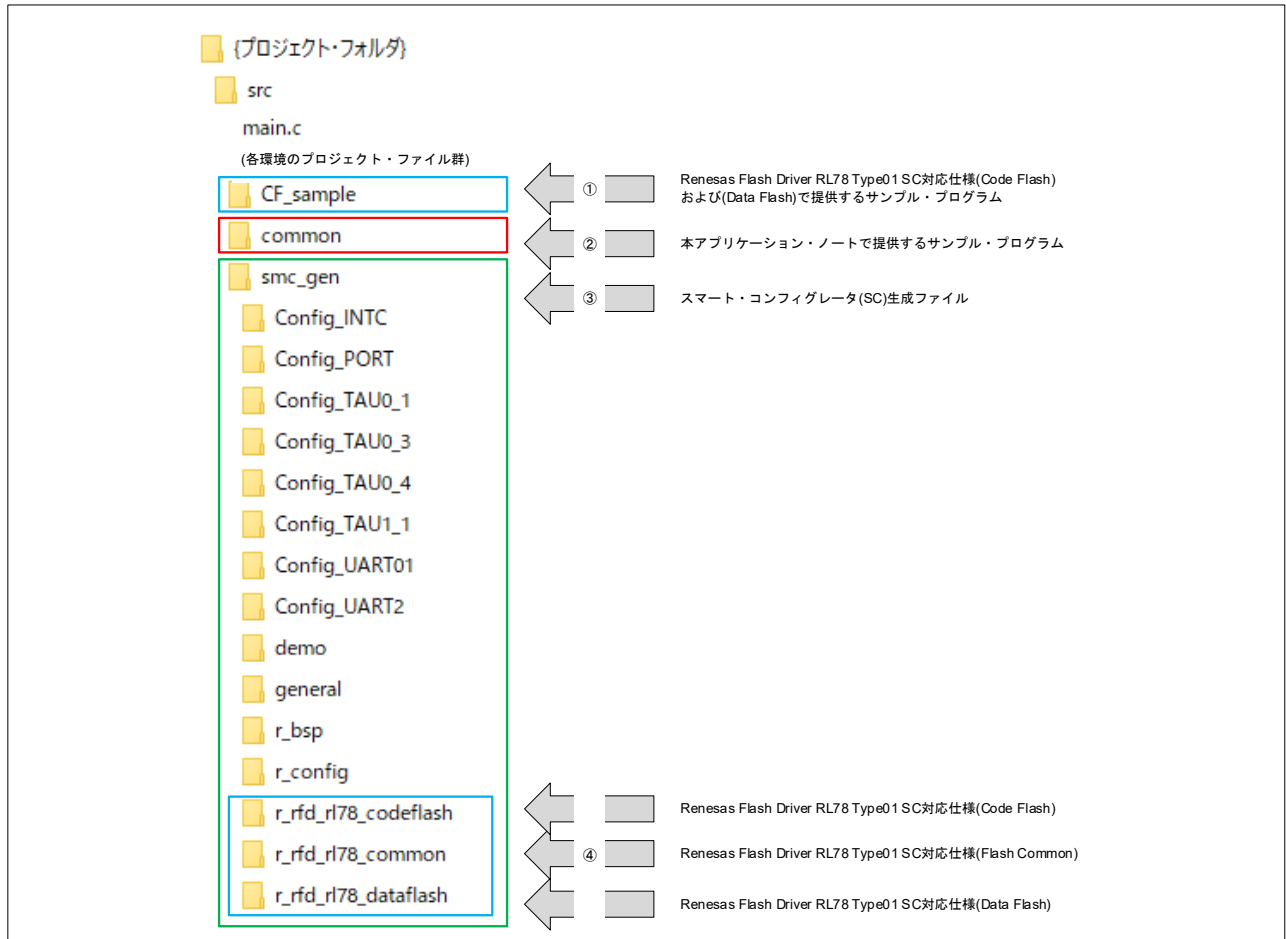 {プロジェクト・フォルダ}
src
main.c
(各環境のプロジェクト・ファイル群)
CF_sample
①
Renesas Flash Driver RL78 Type01 SC対応仕様(Code Flash)
および(Data Flash)で提供するサンプル・プログラム
common
②
本アプリケーション・ノートで提供するサンプル・プログラム
smc_gen
③
スマート・コンフィグレータ(SC)生成ファイル
Config_INTC
Config_PORT
Config_TAU0_1
Config_TAU0_3
Config_TAU0_4
Config_TAU1_1
Config_UART01
Config_UART2
demo
general
r_bsp
r_config
r_rfd_rl78_codeflash
Renesas Flash Driver RL78 Type01 SC対応仕様(Code Flash)
r_rfd_rl78_common
④
Renesas Flash Driver RL78 Type01 SC対応仕様(Flash Common)
r_rfd_rl78_dataflash
Renesas Flash Driver RL78 Type01 SC対応仕様(Data Flash)